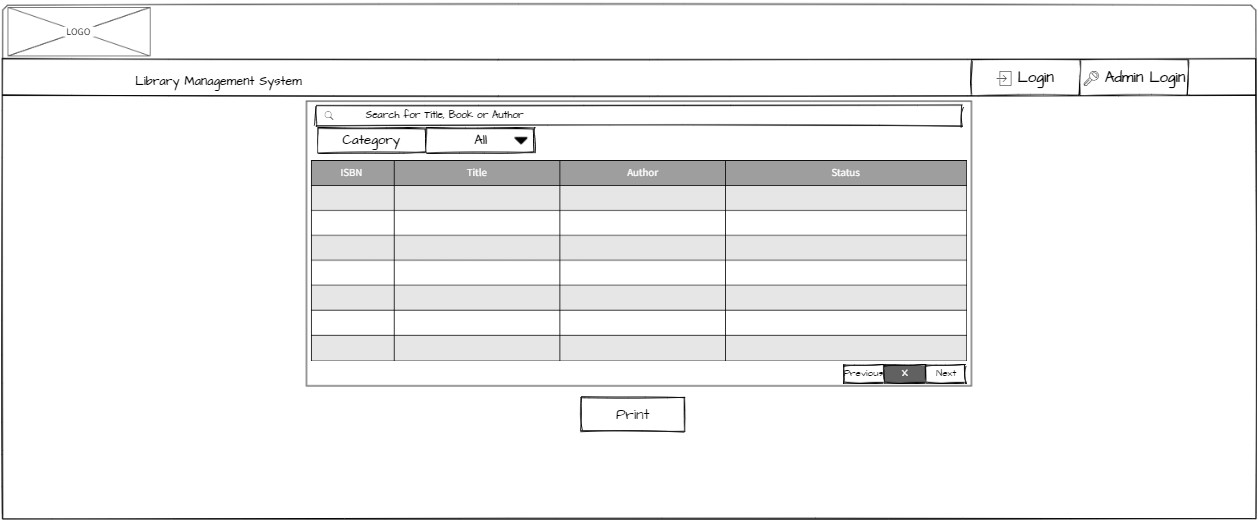 LOGO
Library Management System
Login
Admin Login
Search for Title, Book or Author
Category
All
ISBN Title Author Status
Previous X Next
Print